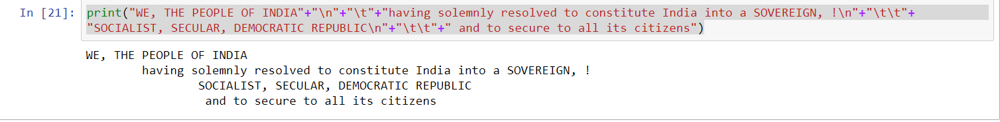 In [21]: print("WE, THE PEOPLE OF INDIA"+"\n"+"\t"+"having solemnly resolved to constitute India into a SOVEREIGN, !\n"+"\t\t"+
"SOCIALIST, SECULAR, DEMOCRATIC REPUBLIC\n"+"\t\t"+" and to secure to all its citizens")
WE, THE PEOPLE OF INDIA
having solemnly resolved to constitute India into a SOVEREIGN, !
SOCIALIST, SECULAR, DEMOCRATIC REPUBLIC
and to secure to all its citizens